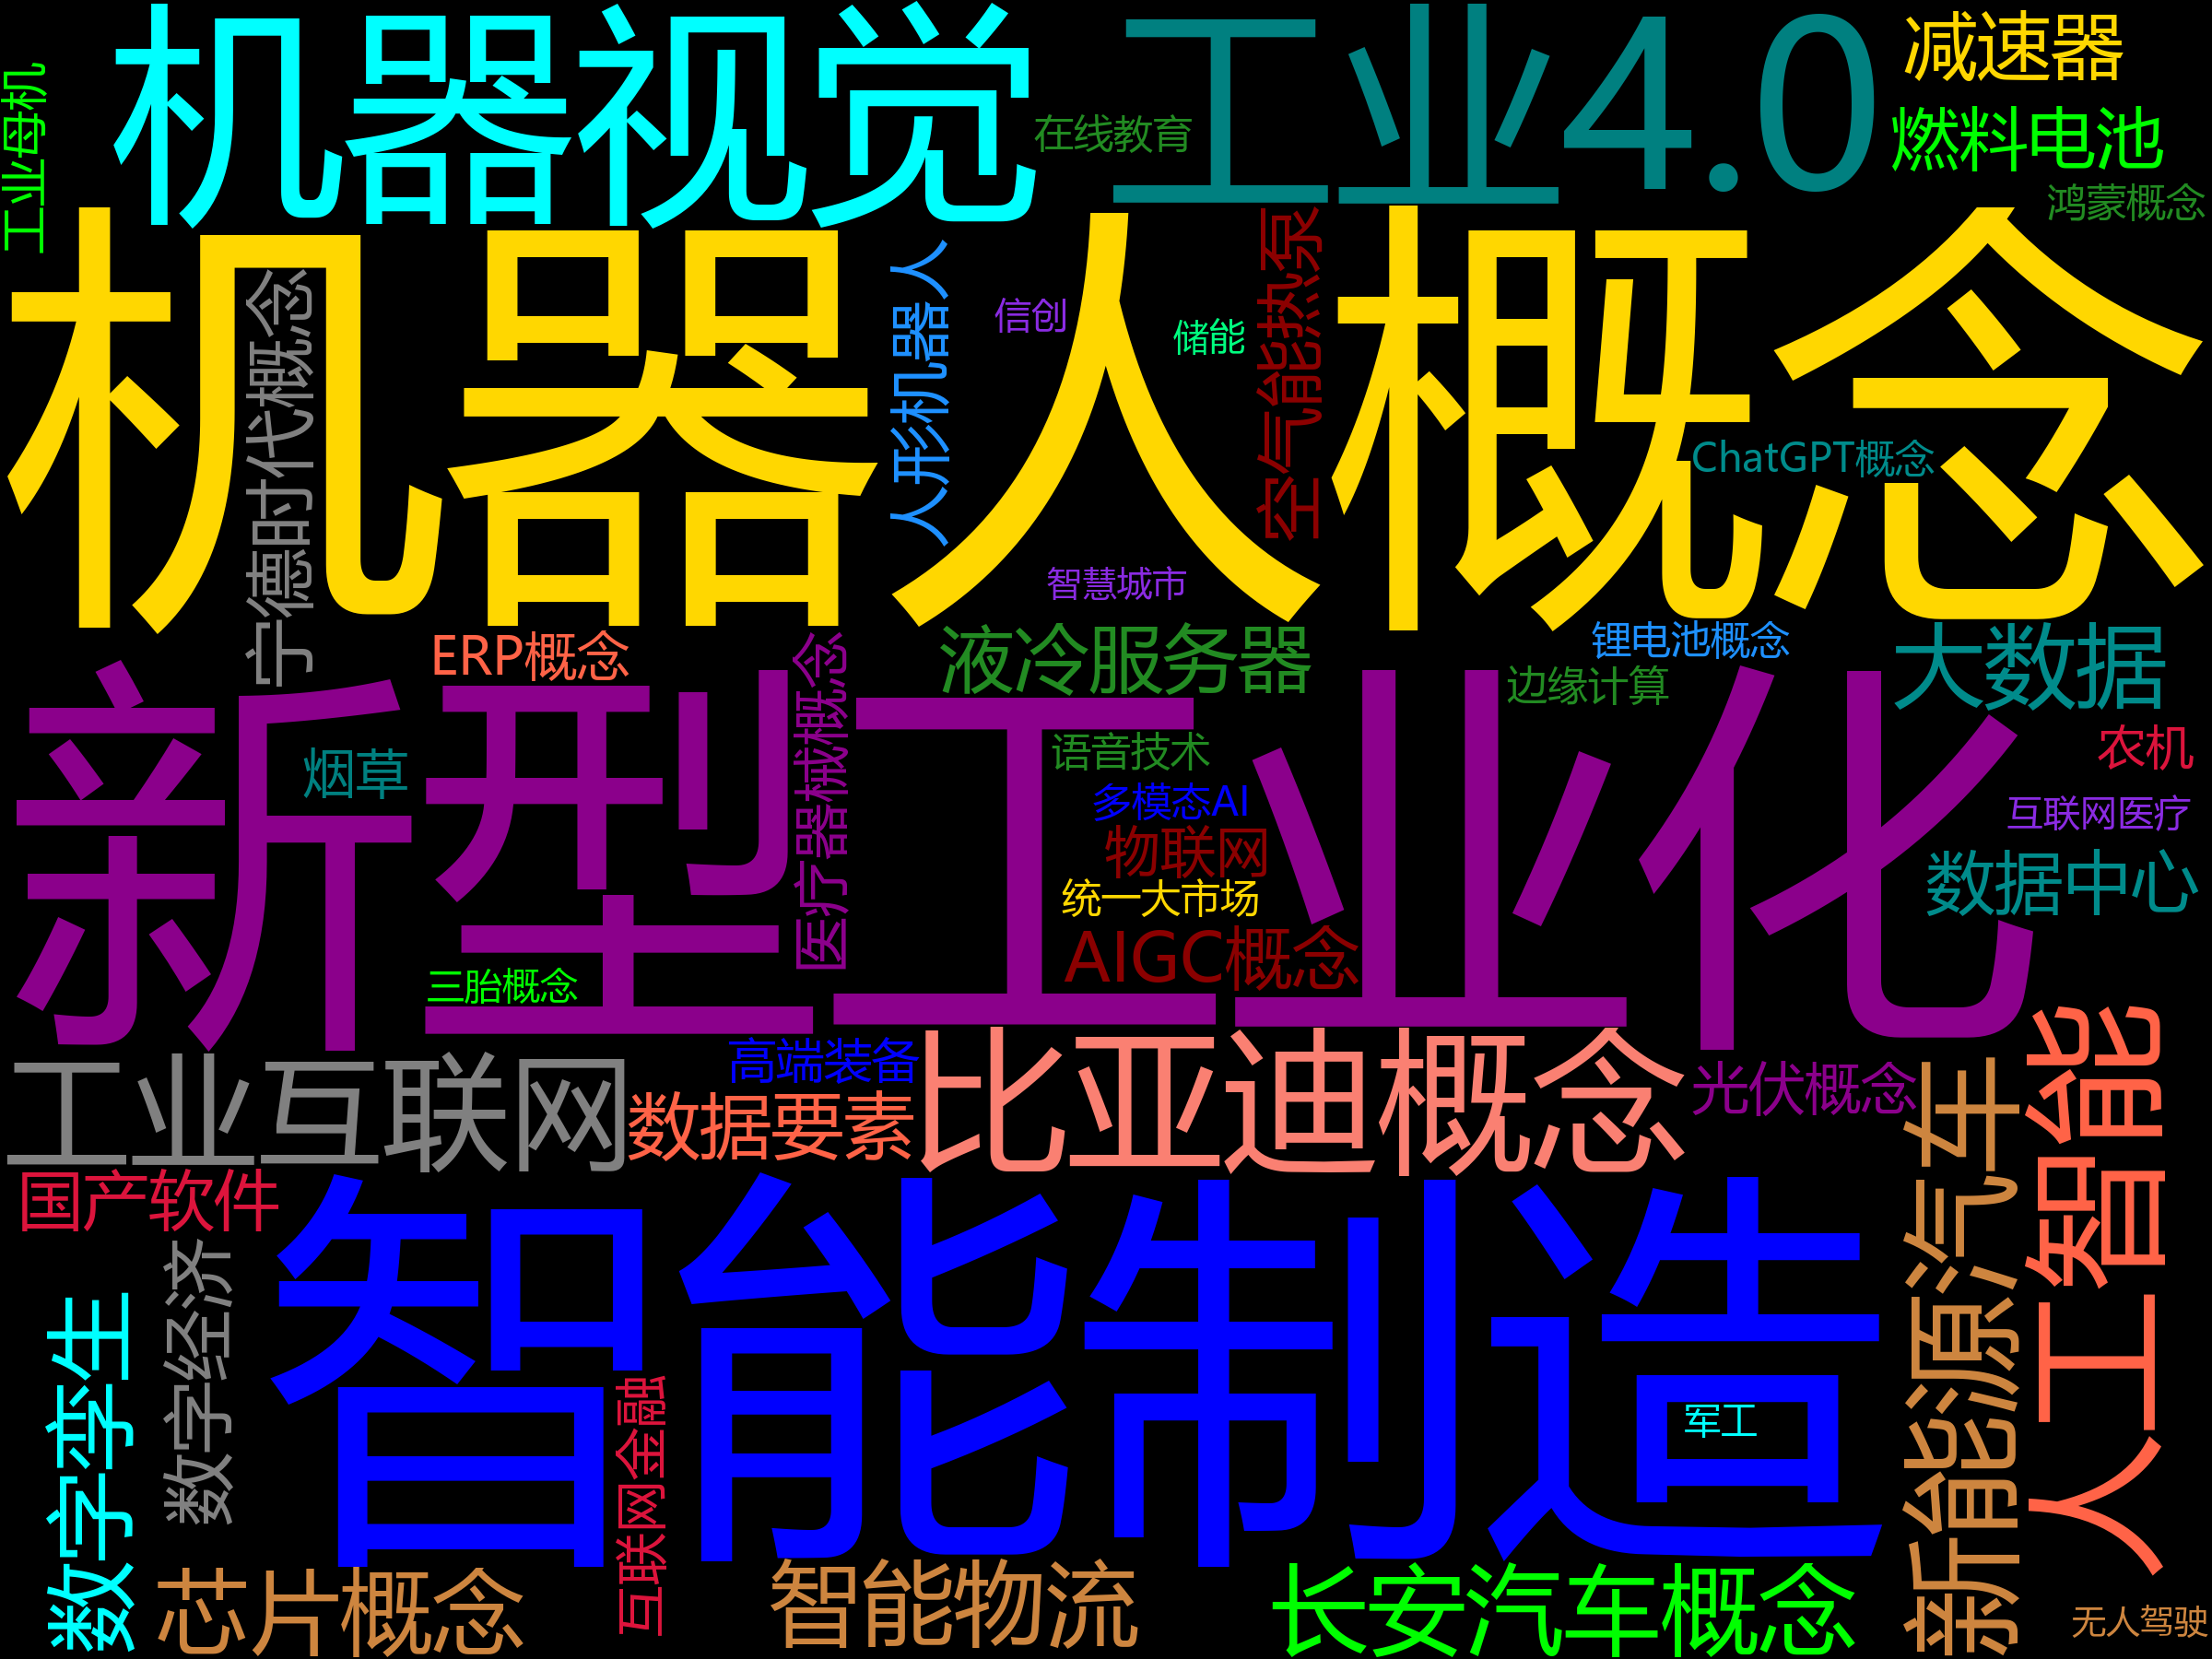 机器视觉
工业4.0
减速器
工业母机
在线教育
燃料电池
鸿蒙概念
机器人概念
宁德时代概念
人形机器人
信创
储能
空气能热泵
ChatGPT概念
智慧城市
ERP概念
液冷服务器
锂电池概念
大数据
边缘计算
新型工业化
烟草
医疗器械概念
语音技术
农机
多模态AI
互联网医疗
物联网
数据中心
统一大市场
AIGC概念
三胎概念
工业互联网
高端装备
数据要素
比亚迪概念
光伏概念
新能源汽车
人工智能
国产软件
智能制造
数字孪生
数字经济
互联网金融
军工
芯片概念
智能物流
长安汽车概念
无人驾驶